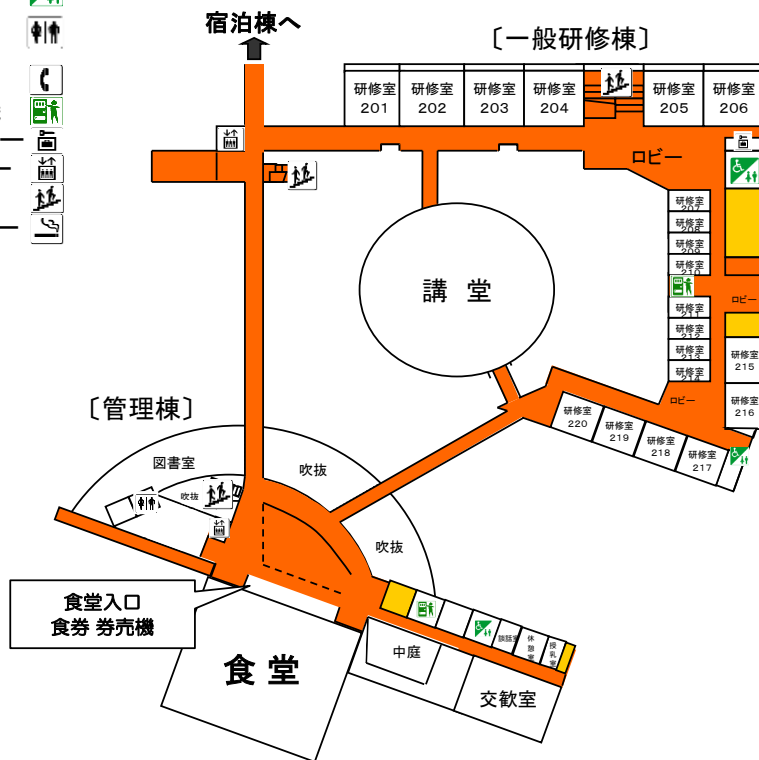 宿泊棟へ
〔一般研修棟〕
研修室
201
研修室
202
研修室
203
研修室
204
研修室
205
研修室
206
ロビー
研修室
207
研修室
208
研修室
209
研修室
210
ロビー
研修室
211
研修室
212
研修室
213
研修室
214
研修室
215
研修室
216
ロビー
講 堂
研修室
220
研修室
219
研修室
218
研修室
217
〔管理棟〕
図書室
吹抜
吹抜
吹抜
食堂入口
食券 券売機
食 堂
中庭
談話室
休憩室
授乳室
交歓室